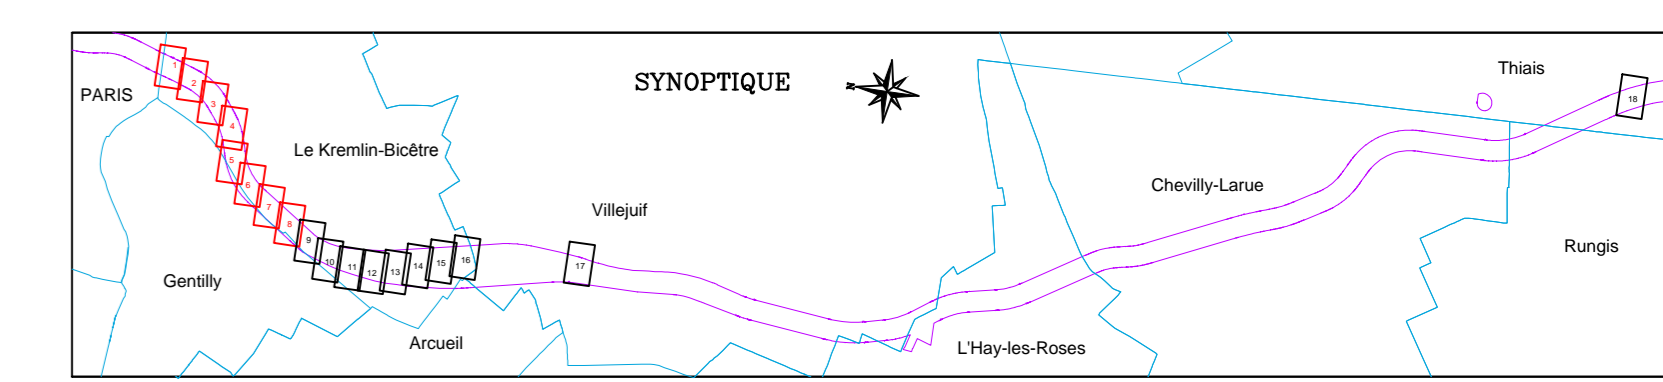 SYNOPTIQUE
N
PARIS
Le Kremlin-Bicêtre
Gentilly
Arcueil
Villejuif
L'Hay-les-Roses
Chevilly-Larue
Thiais
Rungis
1
2
3
4
5
6
7
8
9
10
11
12
13
14
15
16
17
18